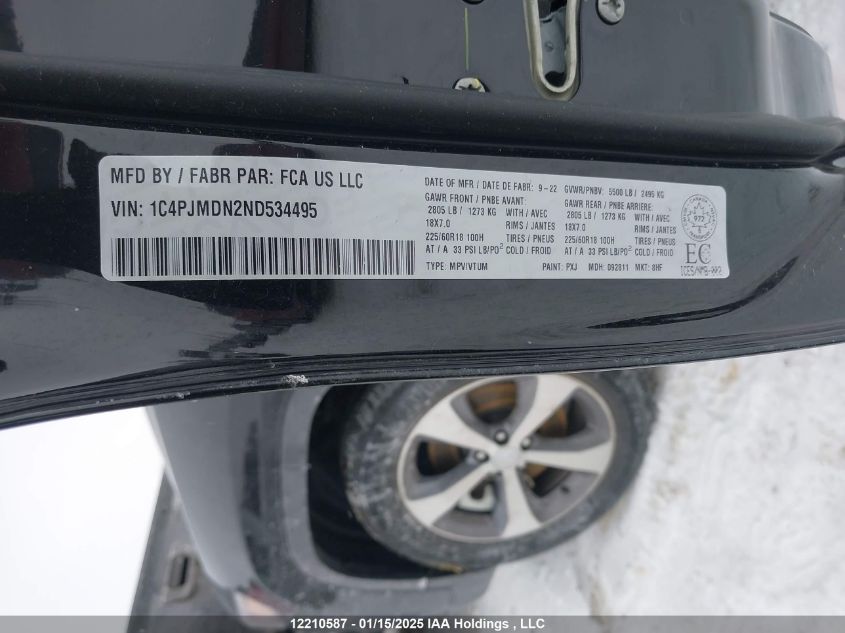 MFD BY / FABR PAR: FCA US LLC
VIN: 1C4PJMDN2ND534495
DATE OF MFR / DATE DE FABR: 9-22 GVWR/PNBV: 5500 LB / 2495 KG
GAWR FRONT / PNBE AVANT: GAWR REAR / PNBE ARRIERE:
2805 LB / 1273 KG WITH / AVEC 2805 LB / 1273 KG WITH / AVEC
18X7.0 RIMS / JANTES 18X7.0 RIMS / JANTES
225/60R18 100H TIRES / PNEUS 225/60R18 100H TIRES / PNEUS
AT / A 33 PSI LB/PO² COLD / FROID AT / A 33 PSI LB/PO² COLD / FROID
TYPE: MPV/VTUM PAINT: PXJ MDH: 092811 MKT: 8HF
972
EC
12210587 - 01/15/2025 IAA Holdings , LLC